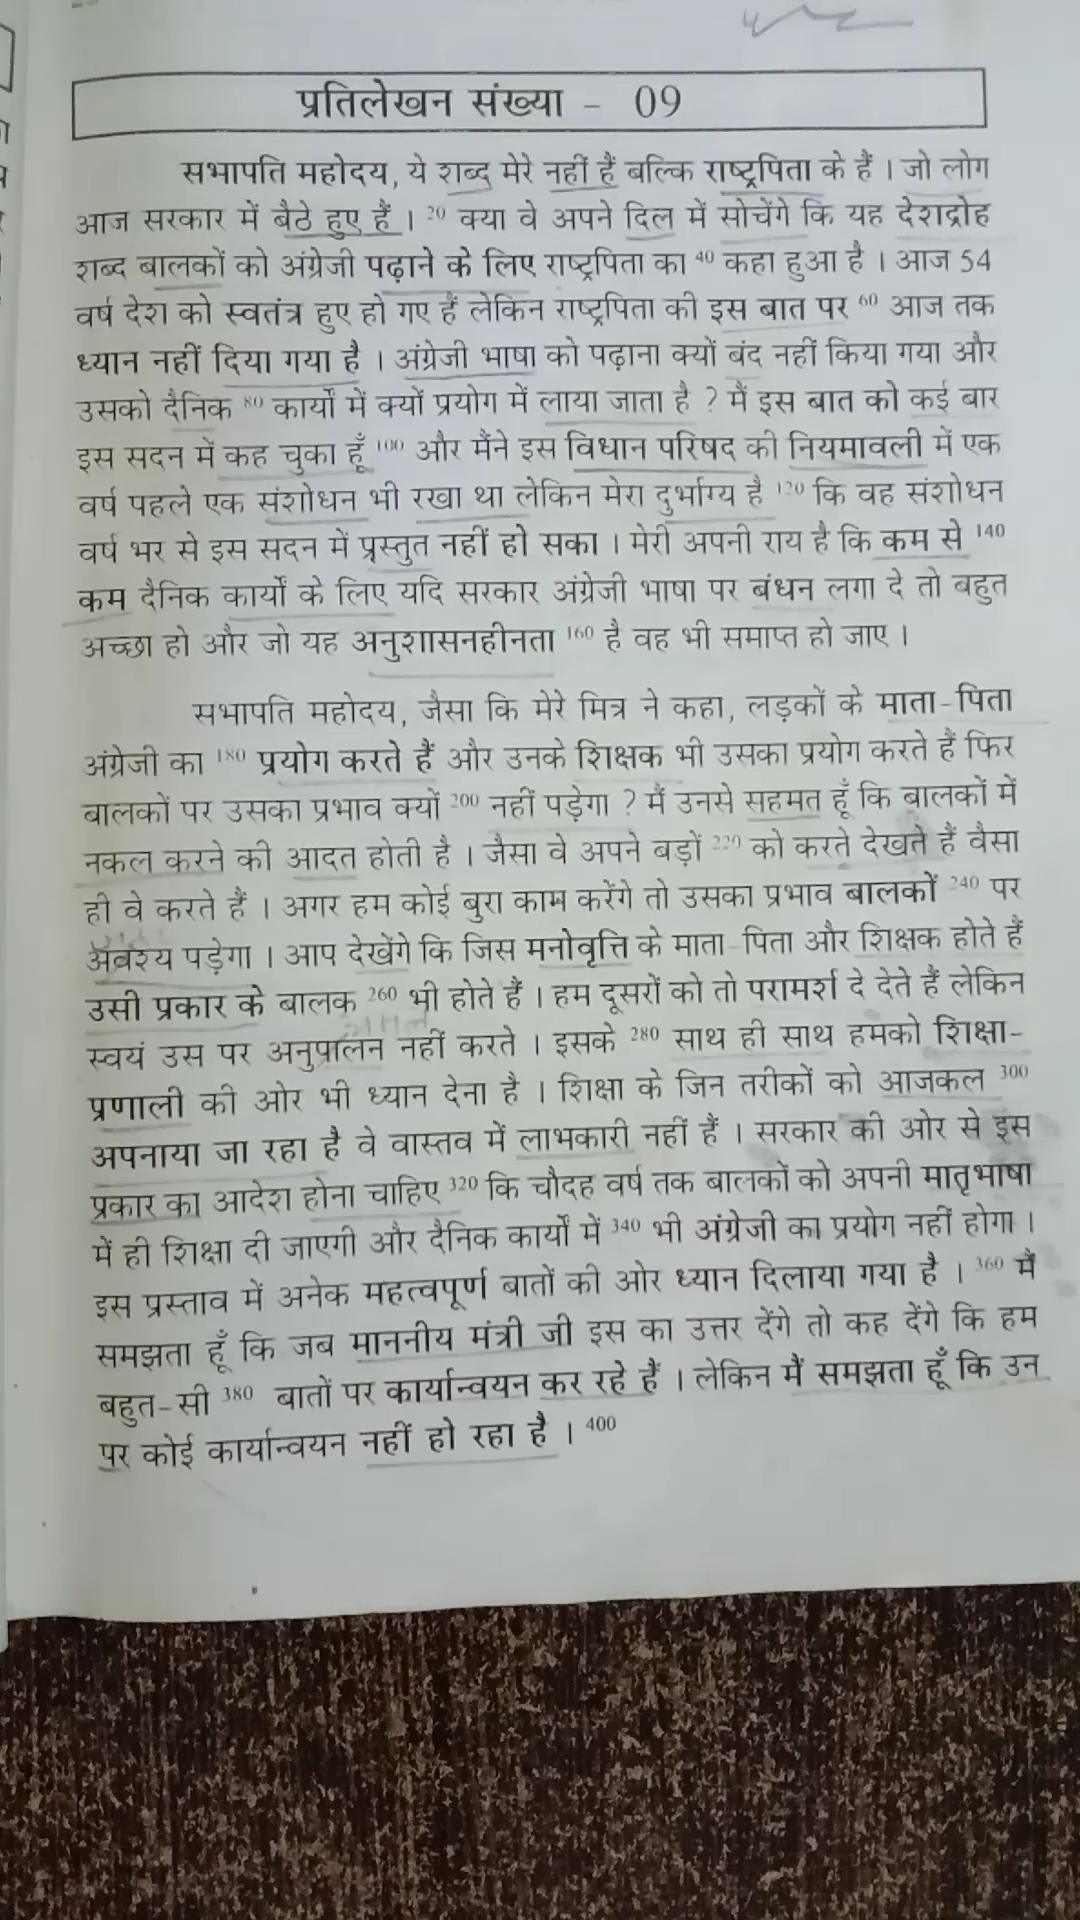 प्रतिलेखन संख्या - 09
सभापति महोदय, ये शब्द मेरे नहीं हैं बल्कि राष्ट्रपिता के हैं । जो लोग
आज सरकार में बैठे हुए हैं । 20 क्या वे अपने दिल में सोचेंगे कि यह देशद्रोह
शब्द बालकों को अंग्रेजी पढ़ाने के लिए राष्ट्रपिता का 40 कहा हुआ है । आज 54
वर्ष देश को स्वतंत्र हुए हो गए हैं लेकिन राष्ट्रपिता की इस बात पर 60 आज तक
ध्यान नहीं दिया गया है । अंग्रेजी भाषा को पढ़ाना क्यों बंद नहीं किया गया और
उसको दैनिक 80 कार्यों में क्यों प्रयोग में लाया जाता है ? मैं इस बात को कई बार
इस सदन में कह चुका हूँ 100 और मैंने इस विधान परिषद की नियमावली में एक
वर्ष पहले एक संशोधन भी रखा था लेकिन मेरा दुर्भाग्य है 120 कि वह संशोधन
वर्ष भर से इस सदन में प्रस्तुत नहीं हो सका । मेरी अपनी राय है कि कम से 140
कम दैनिक कार्यों के लिए यदि सरकार अंग्रेजी भाषा पर बंधन लगा दे तो बहुत
अच्छा हो और जो यह अनुशासनहीनता 160 है वह भी समाप्त हो जाए ।
सभापति महोदय, जैसा कि मेरे मित्र ने कहा, लड़कों के माता-पिता
अंग्रेजी का 180 प्रयोग करते हैं और उनके शिक्षक भी उसका प्रयोग करते हैं फिर
बालकों पर उसका प्रभाव क्यों 200 नहीं पड़ेगा ? मैं उनसे सहमत हूँ कि बालकों में
नकल करने की आदत होती है । जैसा वे अपने बड़ों 220 को करते देखते हैं वैसा
ही वे करते हैं । अगर हम कोई बुरा काम करेंगे तो उसका प्रभाव बालकों 240 पर
अवश्य पड़ेगा । आप देखेंगे कि जिस मनोवृत्ति के माता-पिता और शिक्षक होते हैं
उसी प्रकार के बालक 260 भी होते हैं । हम दूसरों को तो परामर्श दे देते हैं लेकिन
स्वयं उस पर अनुपालन नहीं करते । इसके 280 साथ ही साथ हमको शिक्षा-
प्रणाली की ओर भी ध्यान देना है । शिक्षा के जिन तरीकों को आजकल 300
अपनाया जा रहा है वे वास्तव में लाभकारी नहीं हैं । सरकार की ओर से इस
प्रकार का आदेश होना चाहिए 320 कि चौदह वर्ष तक बालकों को अपनी मातृभाषा
में ही शिक्षा दी जाएगी और दैनिक कार्यों में 340 भी अंग्रेजी का प्रयोग नहीं होगा ।
इस प्रस्ताव में अनेक महत्वपूर्ण बातों की ओर ध्यान दिलाया गया है । 360 मैं
समझता हूँ कि जब माननीय मंत्री जी इस का उत्तर देंगे तो कह देंगे कि हम
बहुत-सी 380 बातों पर कार्यान्वयन कर रहे हैं । लेकिन मैं समझता हूँ कि उन
पर कोई कार्यान्वयन नहीं हो रहा है । 400